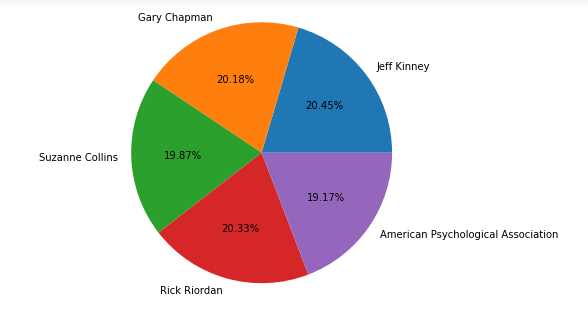 Gary Chapman
Jeff Kinney
20.18%
20.45%
Suzanne Collins
19.87%
19.17%
20.33%
American Psychological Association
Rick Riordan